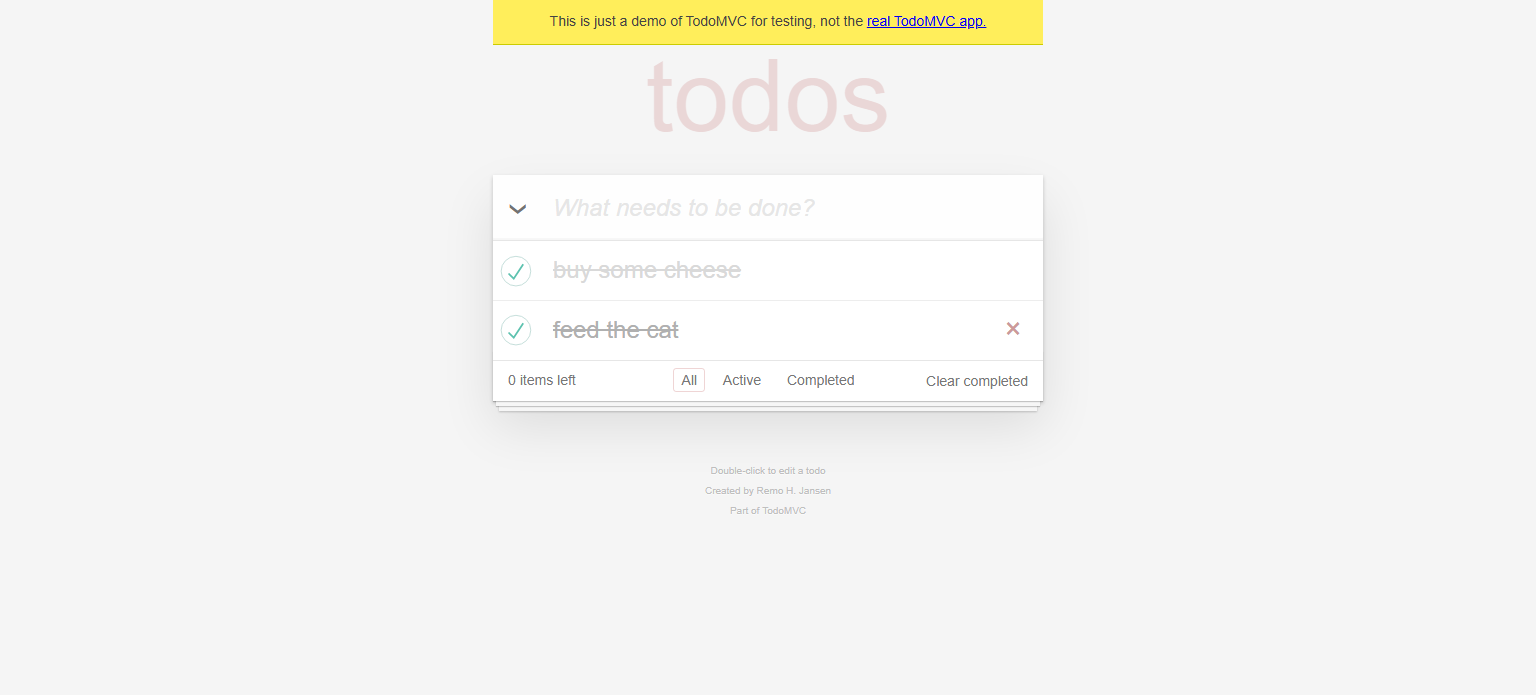 This is just a demo of TodoMVC for testing, not the real TodoMVC app.
todos
What needs to be done?
buy some cheese
feed the cat
0 items left All Active Completed Clear completed
Double-click to edit a todo
Created by Remo H. Jansen
Part of TodoMVC